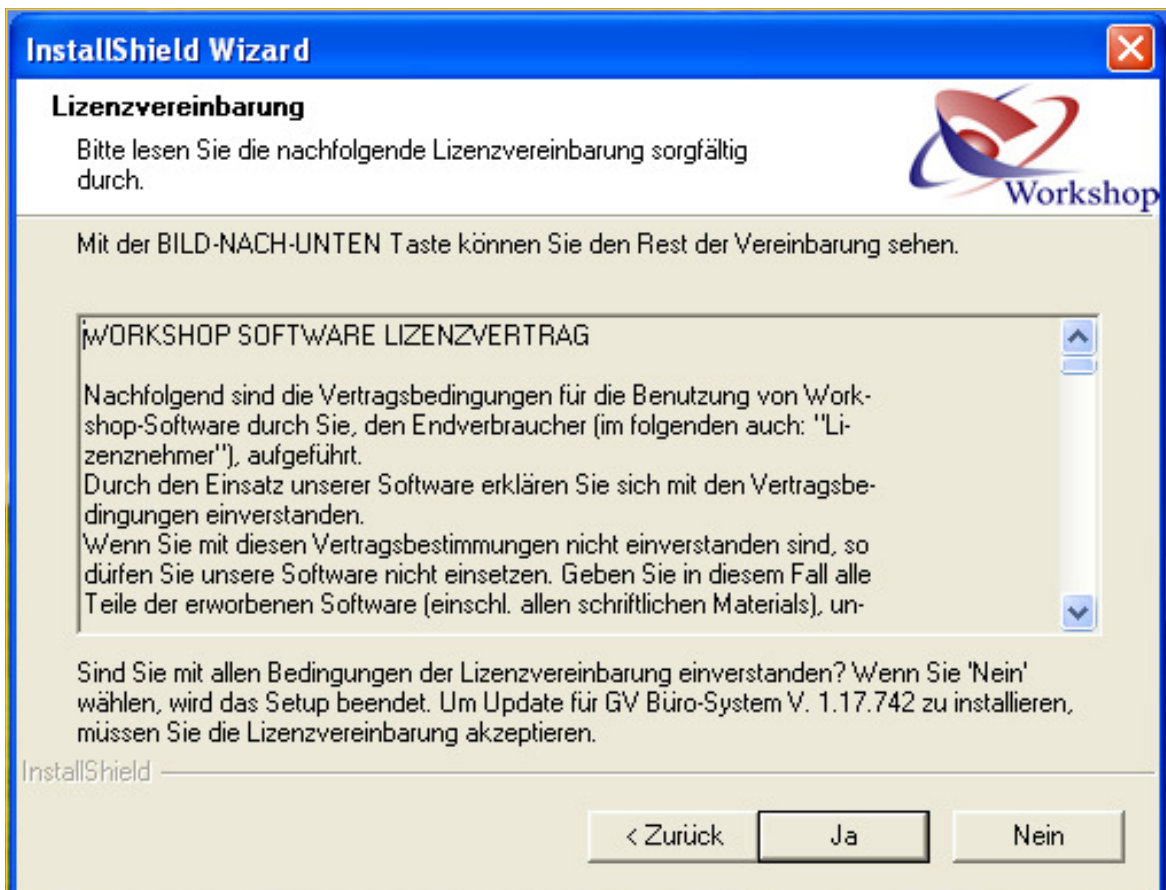 InstallShield Wizard
Lizenzvereinbarung
Bitte lesen Sie die nachfolgende Lizenzvereinbarung sorgfältig
durch.
Workshop
Mit der BILD-NACH-UNTEN Taste können Sie den Rest der Vereinbarung sehen.
WORKSHOP SOFTWARE LIZENZVERTRAG
Nachfolgend sind die Vertragsbedingungen für die Benutzung von Work-
shop-Software durch Sie, den Endverbraucher (im folgenden auch: "Li-
zenznehmer"), aufgeführt.
Durch den Einsatz unserer Software erklären Sie sich mit den Vertragsbe-
dingungen einverstanden.
Wenn Sie mit diesen Vertragsbestimmungen nicht einverstanden sind, so
dürfen Sie unsere Software nicht einsetzen. Geben Sie in diesem Fall alle
Teile der erworbenen Software (einschl. allen schriftlichen Materials), un-
Sind Sie mit allen Bedingungen der Lizenzvereinbarung einverstanden? Wenn Sie 'Nein'
wählen, wird das Setup beendet. Um Update für GV Büro-System V. 1.17.742 zu installieren,
müssen Sie die Lizenzvereinbarung akzeptieren.
InstallShield
< Zurück Ja Nein